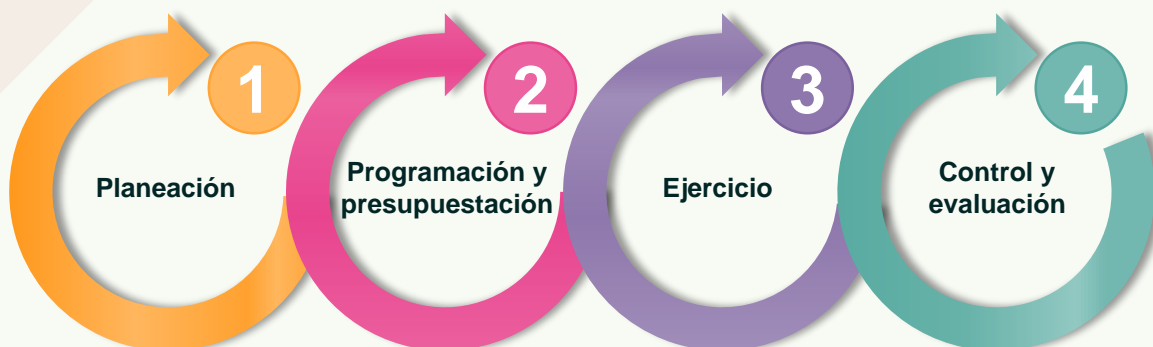 1
Planeación
2
Programación y
presupuestación
3
Ejercicio
4
Control y
evaluación